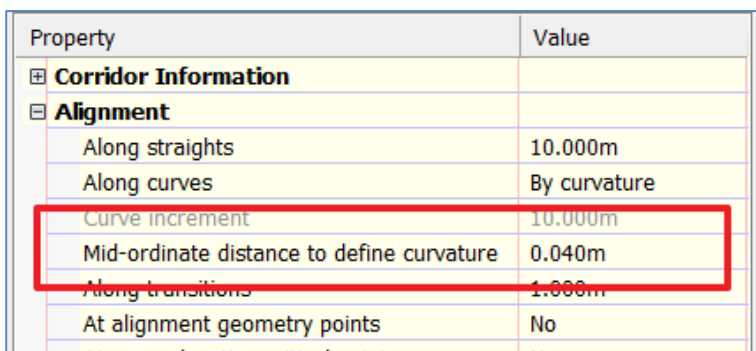 Property Value
Corridor Information
Alignment
Along straights 10.000m
Along curves By curvature
Curve increment 10.000m
Mid-ordinate distance to define curvature 0.040m
Along transitions 1.000m
At alignment geometry points No